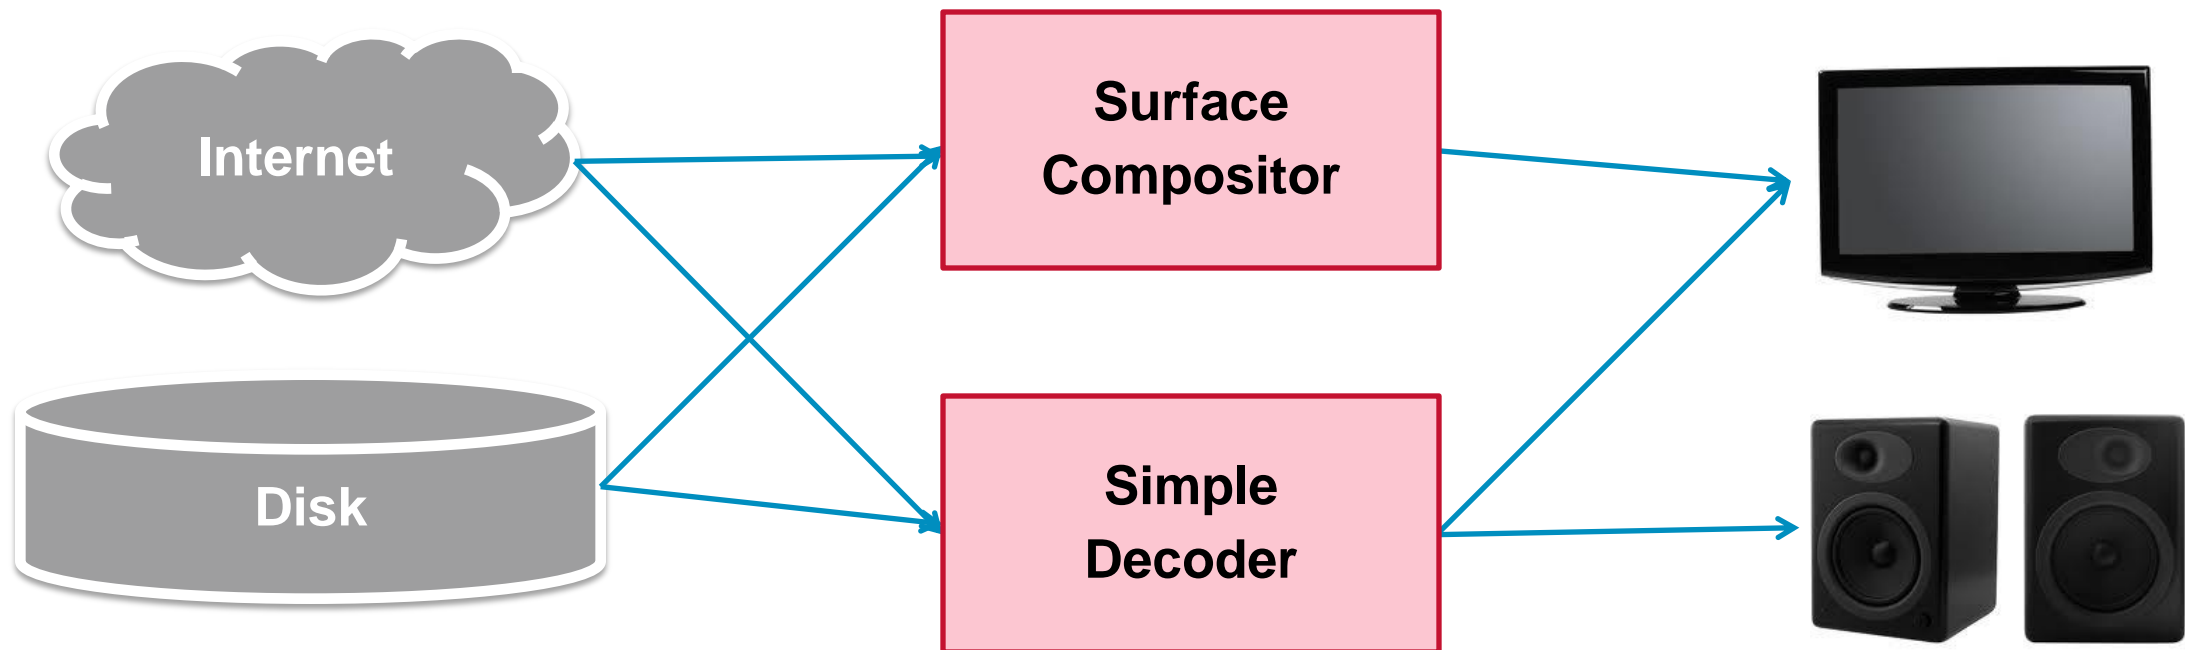 Internet
Surface
Compositor
Disk
Simple
Decoder